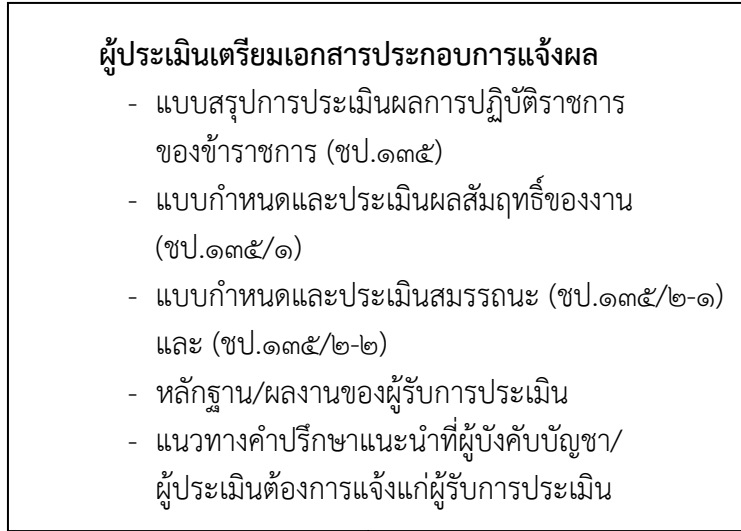 ผู้ประเมินเตรียมเอกสารประกอบการแจ้งผล
- แบบสรุปการประเมินผลการปฏิบัติราชการ
ของข้าราชการ (ชป.๑๓๕)
- แบบกำหนดและประเมินผลสัมฤทธิ์ของงาน
(ชป.๑๓๕/๑)
- แบบกำหนดและประเมินสมรรถนะ (ชป.๑๓๕/๒-๑)
และ (ชป.๑๓๕/๒-๒)
- หลักฐาน/ผลงานของผู้รับการประเมิน
- แนวทางคำปรึกษาแนะนำที่ผู้บังคับบัญชา/
ผู้ประเมินต้องการแจ้งแก่ผู้รับการประเมิน